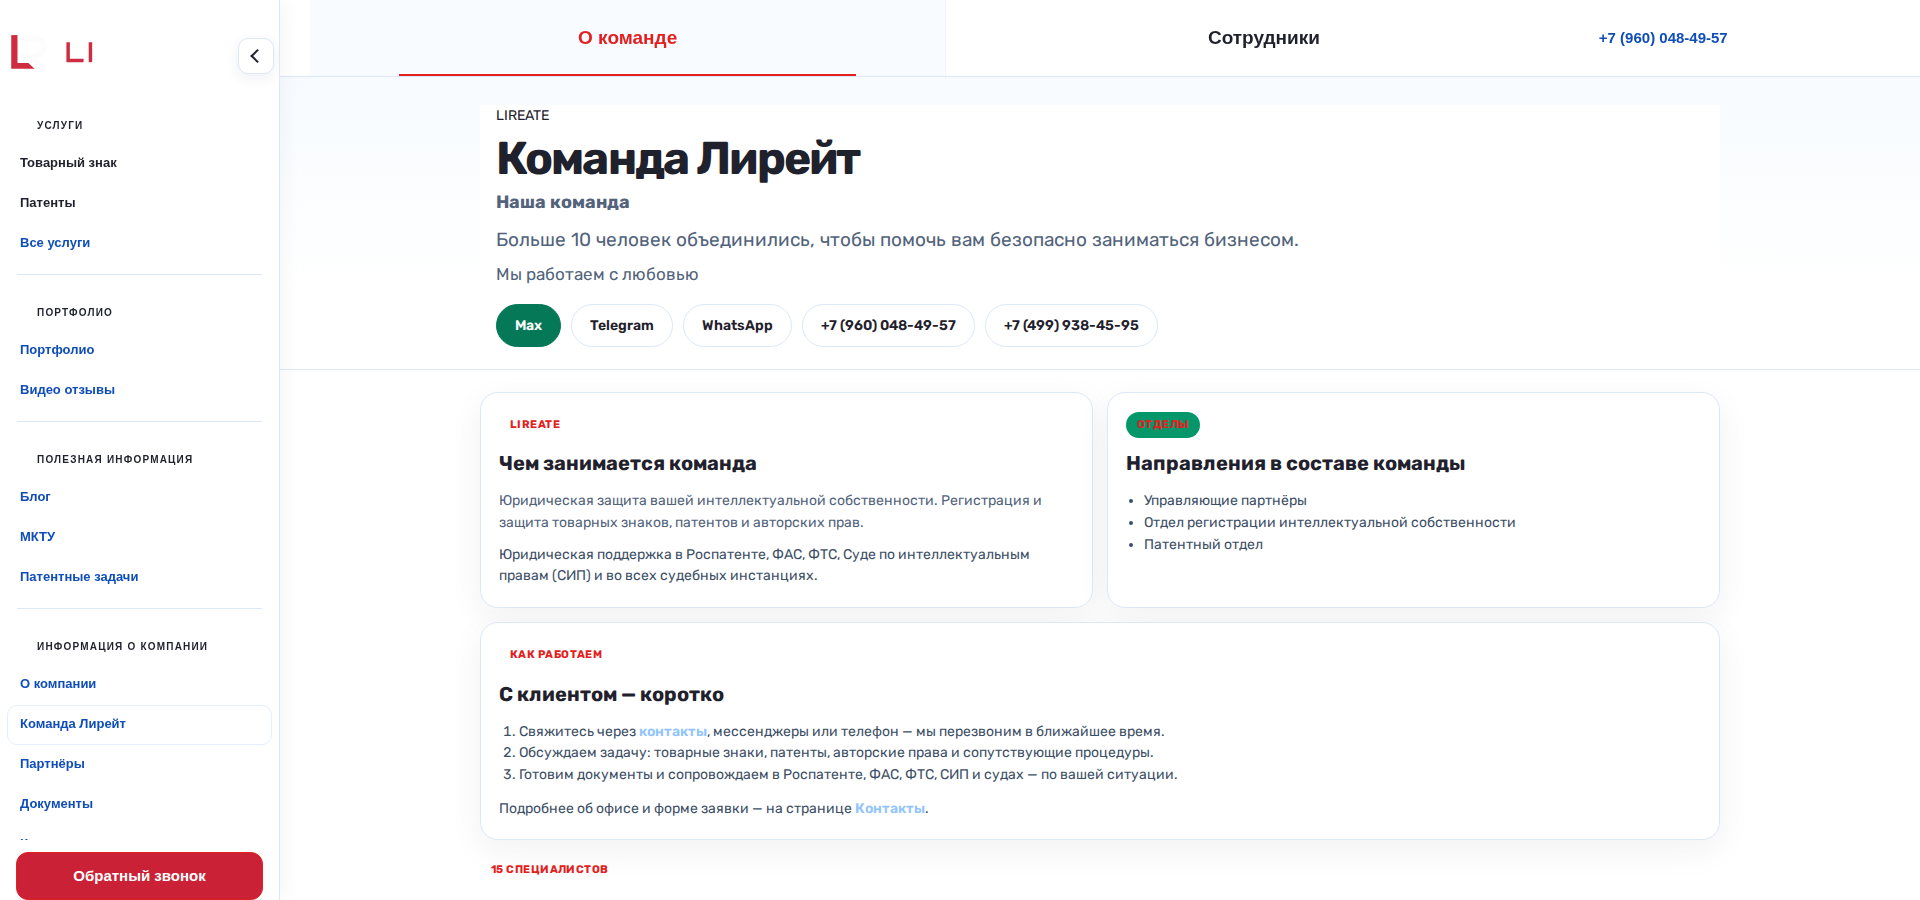 LI
УСЛУГИ
Товарный знак
Патенты
Все услуги
ПОРТФОЛИО
Портфолио
Видео отзывы
ПОЛЕЗНАЯ ИНФОРМАЦИЯ
Блог
МКТУ
Патентные задачи
ИНФОРМАЦИЯ О КОМПАНИИ
О компании
Команда Лирейт
Партнёры
Документы
Обратный звонок
О команде
Сотрудники
+7 (960) 048-49-57
LIREATE
Команда Лирейт
Наша команда
Больше 10 человек объединились, чтобы помочь вам безопасно заниматься бизнесом.
Мы работаем с любовью
Max
Telegram
WhatsApp
+7 (960) 048-49-57
+7 (499) 938-45-95
LIREATE
Чем занимается команда
Юридическая защита вашей интеллектуальной собственности. Регистрация и
защита товарных знаков, патентов и авторских прав.
Юридическая поддержка в Роспатенте, ФАС, ФТС, Суде по интеллектуальным
правам (СИП) и во всех судебных инстанциях.
ОТДЕЛЫ
Направления в составе команды
• Управляющие партнёры
• Отдел регистрации интеллектуальной собственности
• Патентный отдел
КАК РАБОТАЕМ
С клиентом — коротко
1. Свяжитесь через контакты, мессенджеры или телефон — мы перезвоним в ближайшее время.
2. Обсуждаем задачу: товарные знаки, патенты, авторские права и сопутствующие процедуры.
3. Готовим документы и сопровождаем в Роспатенте, ФАС, ФТС, СИП и судах — по вашей ситуации.
Подробнее об офисе и форме заявки — на странице Контакты.
15 СПЕЦИАЛИСТОВ